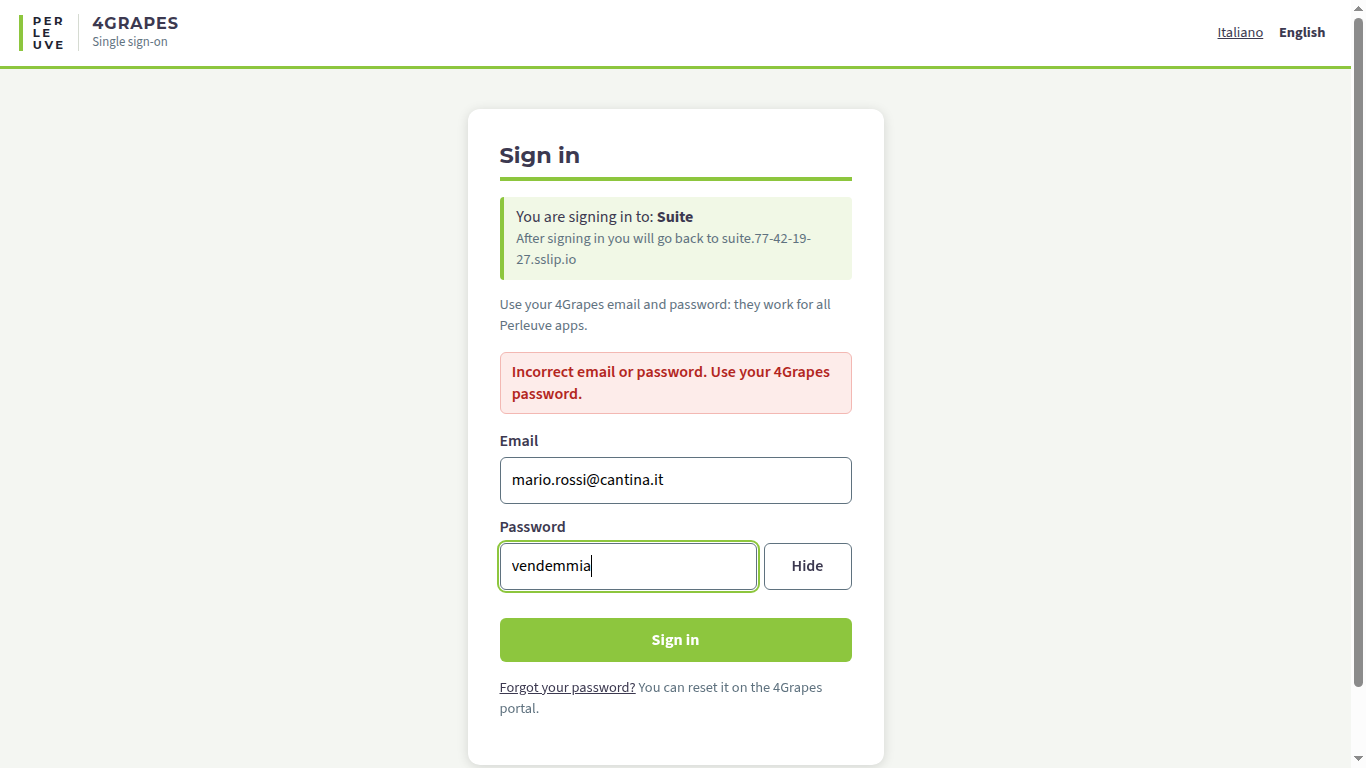 PER
LE
UVE
4GRAPES
Single sign-on
Italiano
English
Sign in
You are signing in to: Suite
After signing in you will go back to suite.77-42-19-
27.sslip.io
Use your 4Grapes email and password: they work for all
Perleuve apps.
Incorrect email or password. Use your 4Grapes
password.
Email
mario.rossi@cantina.it
Password
vendemmia
Hide
Sign in
Forgot your password? You can reset it on the 4Grapes
portal.